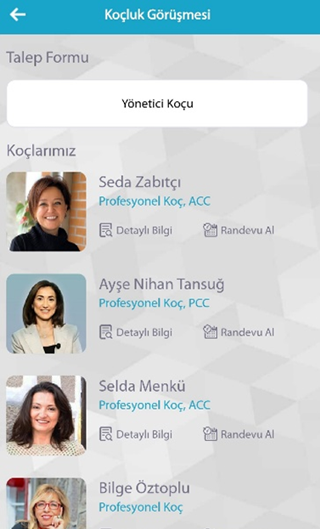 Koçluk Görüşmesi
Talep Formu
Yönetici Koçu
Koçlarımız
Seda Zabıtçı
Profesyonel Koç, ACC
Detaylı Bilgi Randevu Al
Ayşe Nihan Tansuğ
Profesyonel Koç, PCC
Detaylı Bilgi Randevu Al
Selda Menkü
Profesyonel Koç, ACC
Detaylı Bilgi Randevu Al
Bilge Öztoplu
Profesyonel Koç